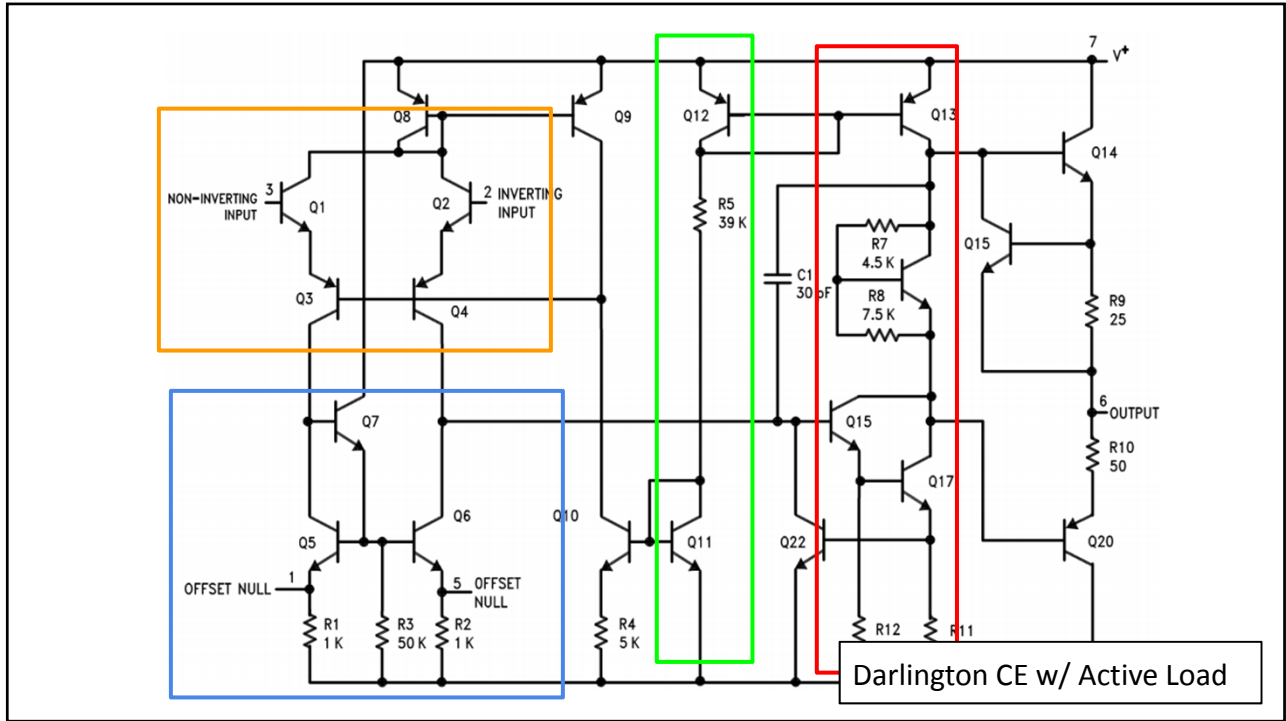 7
V+
Q8
Q9
Q12
Q13
Q14
3
NON-INVERTING
INPUT
Q1
Q2
2 INVERTING
INPUT
R5
39 K
R7
4.5 K
Q15
C1
30 pF
R8
7.5 K
Q3
Q4
R9
25
Q7
Q15
6
OUTPUT
R10
50
Q17
Q5
Q6
Q10
Q11
Q22
Q20
OFFSET NULL
1
5 OFFSET
NULL
R1
1 K
R3
50 K
R2
1 K
R4
5 K
R12
R11
Darlington CE w/ Active Load